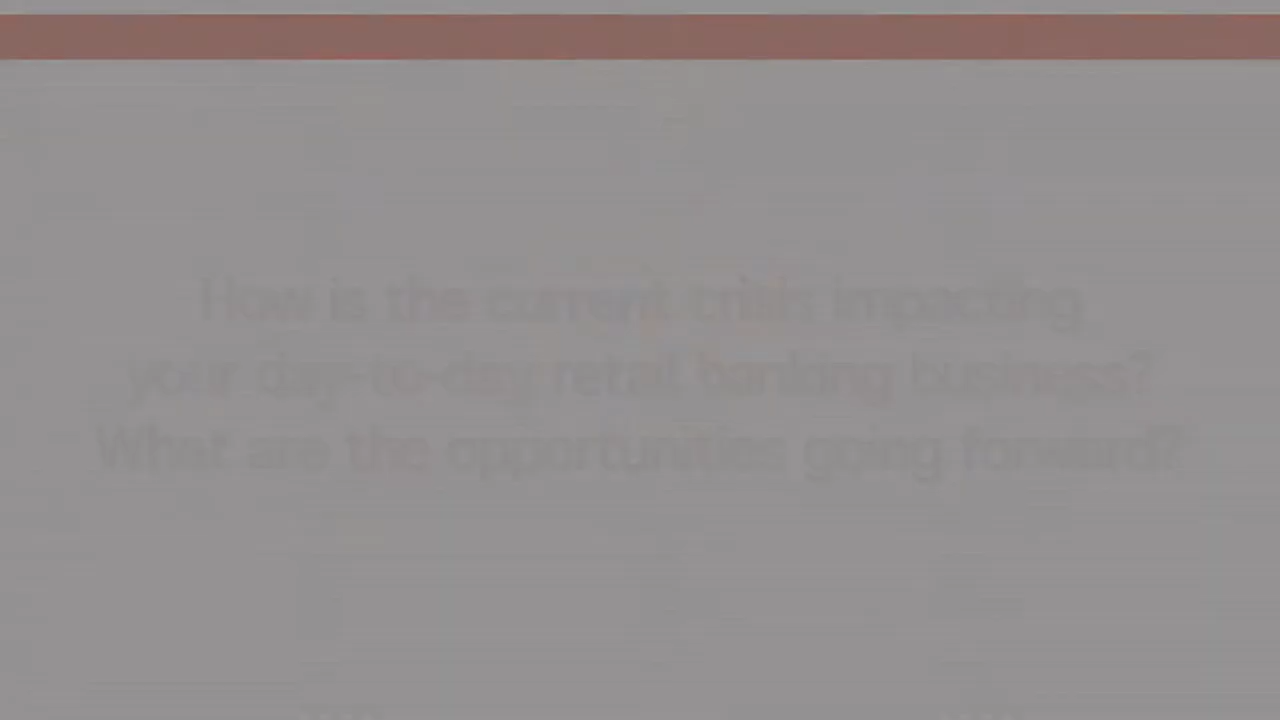 How is the current crisis impacting
your day-to-day retail banking business?
What are the opportunities going forward?